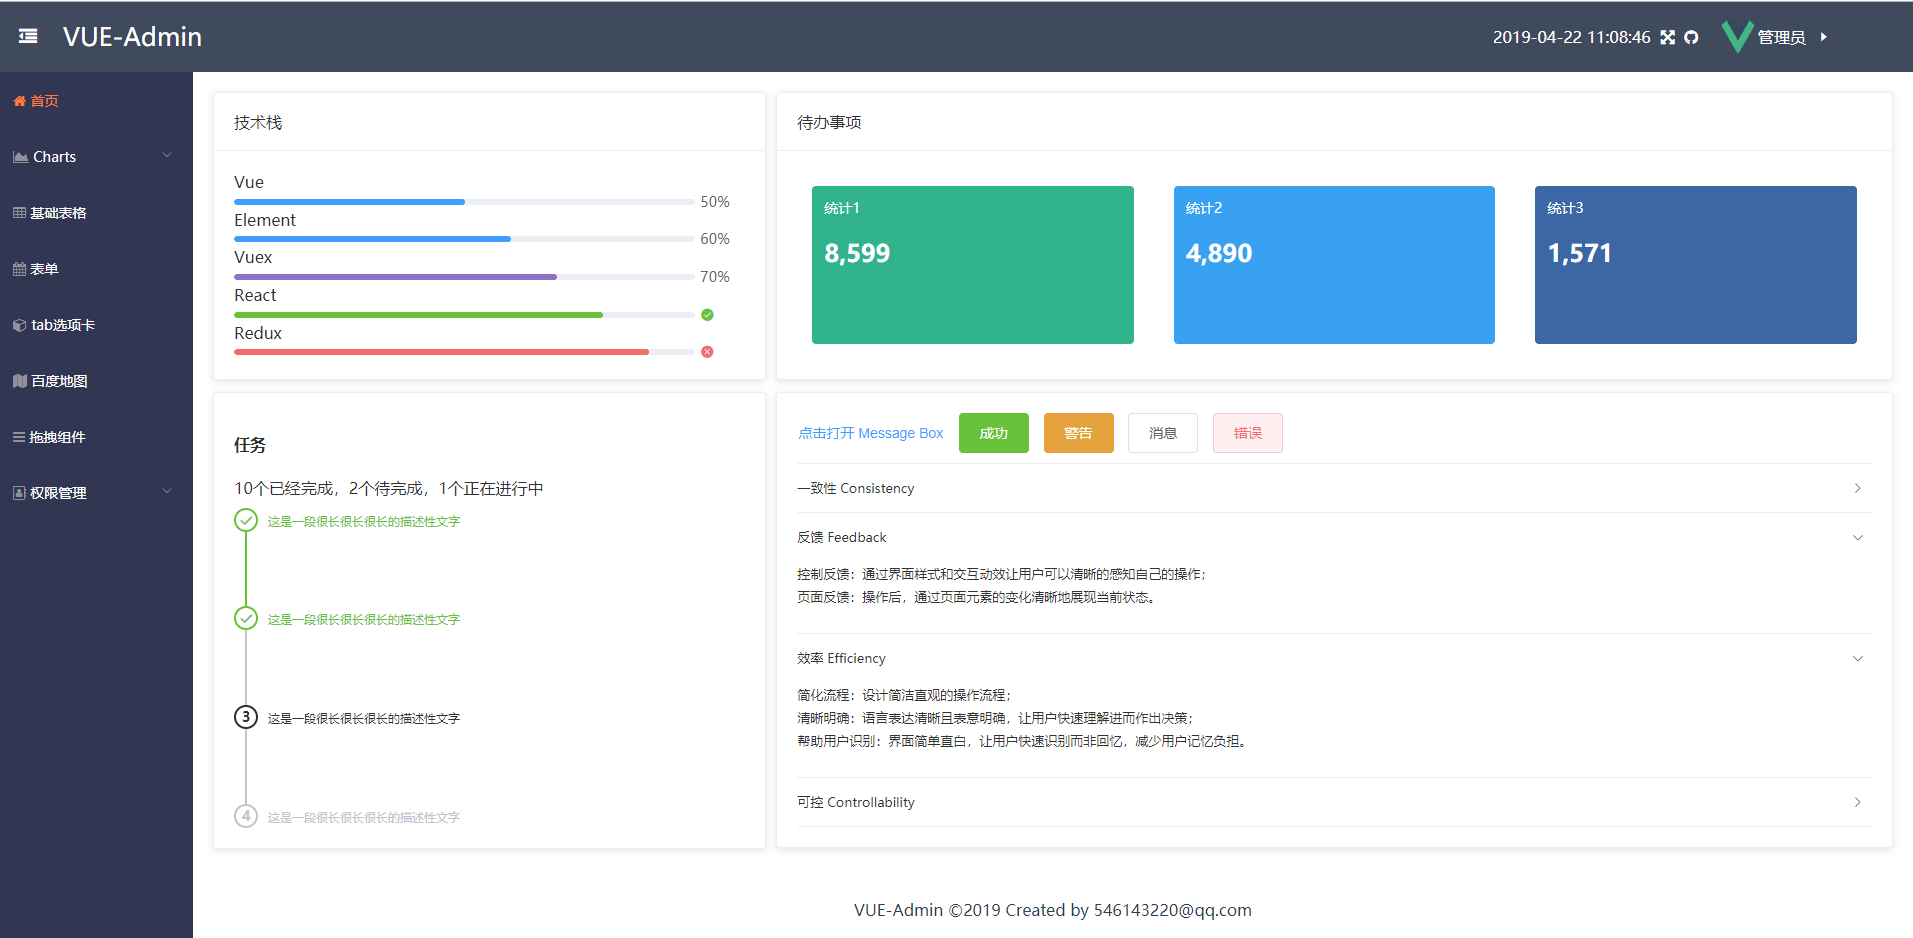 VUE-Admin
2019-04-22 11:08:46
管理员
首页
Charts
基础表格
表单
tab选项卡
百度地图
拖拽组件
权限管理
技术栈
Vue
50%
Element
60%
Vuex
70%
React
Redux
待办事项
统计1
8,599
统计2
4,890
统计3
1,571
任务
10个已经完成，2个待完成，1个正在进行中
这是一段很长很长很长的描述性文字
这是一段很长很长很长的描述性文字
3 这是一段很长很长很长的描述性文字
4 这是一段很长很长很长的描述性文字
点击打开 Message Box 成功 警告 消息 错误
一致性 Consistency
反馈 Feedback
控制反馈：通过界面样式和交互动效让用户可以清晰的感知自己的操作；
页面反馈：操作后，通过页面元素的变化清晰地展现当前状态。
效率 Efficiency
简化流程：设计简洁直观的操作流程；
清晰明确：语言表达清晰且表意明确，让用户快速理解进而作出决策；
帮助用户识别：界面简单直白，让用户快速识别而非回忆，减少用户记忆负担。
可控 Controllability
VUE-Admin ©2019 Created by 546143220@qq.com